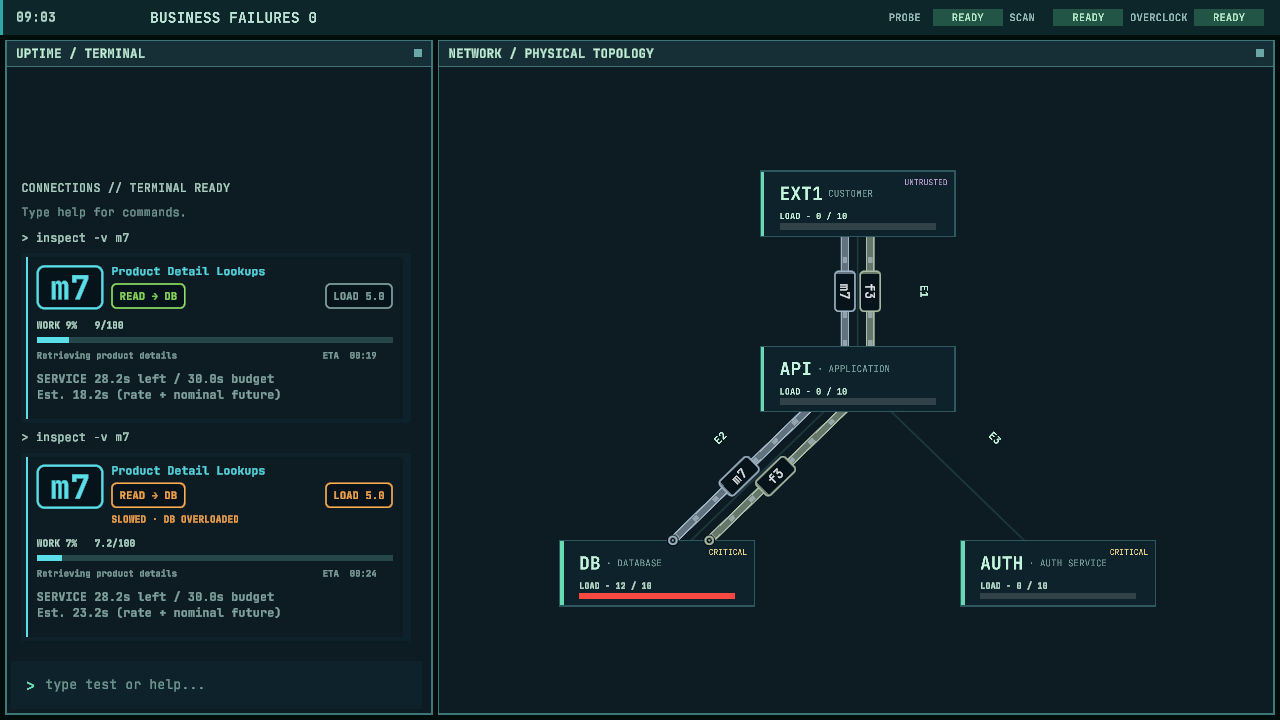 09:03 BUSINESS FAILURES 0 PROBE READY SCAN READY OVERCLOCK READY
UPTIME / TERMINAL
CONNECTIONS // TERMINAL READY
Type help for commands.
> inspect -v m7
m7 Product Detail Lookups
READ → DB LOAD 5.0
WORK 9% 9/100
Retrieving product details ETA 00:19
SERVICE 28.2s left / 30.0s budget
Est. 18.2s (rate + nominal future)
> inspect -v m7
m7 Product Detail Lookups
READ → DB LOAD 5.0
SLOWED · DB OVERLOADED
WORK 7% 7.2/100
Retrieving product details ETA 00:24
SERVICE 28.2s left / 30.0s budget
Est. 23.2s (rate + nominal future)
> type test or help...
NETWORK / PHYSICAL TOPOLOGY
UNTRUSTED
EXT1 CUSTOMER
LOAD - 0 / 10
m7 f3 E1
API · APPLICATION
LOAD - 0 / 10
E2 E3
m7 f3
CRITICAL
DB · DATABASE
LOAD - 12 / 10
CRITICAL
AUTH · AUTH SERVICE
LOAD - 0 / 10